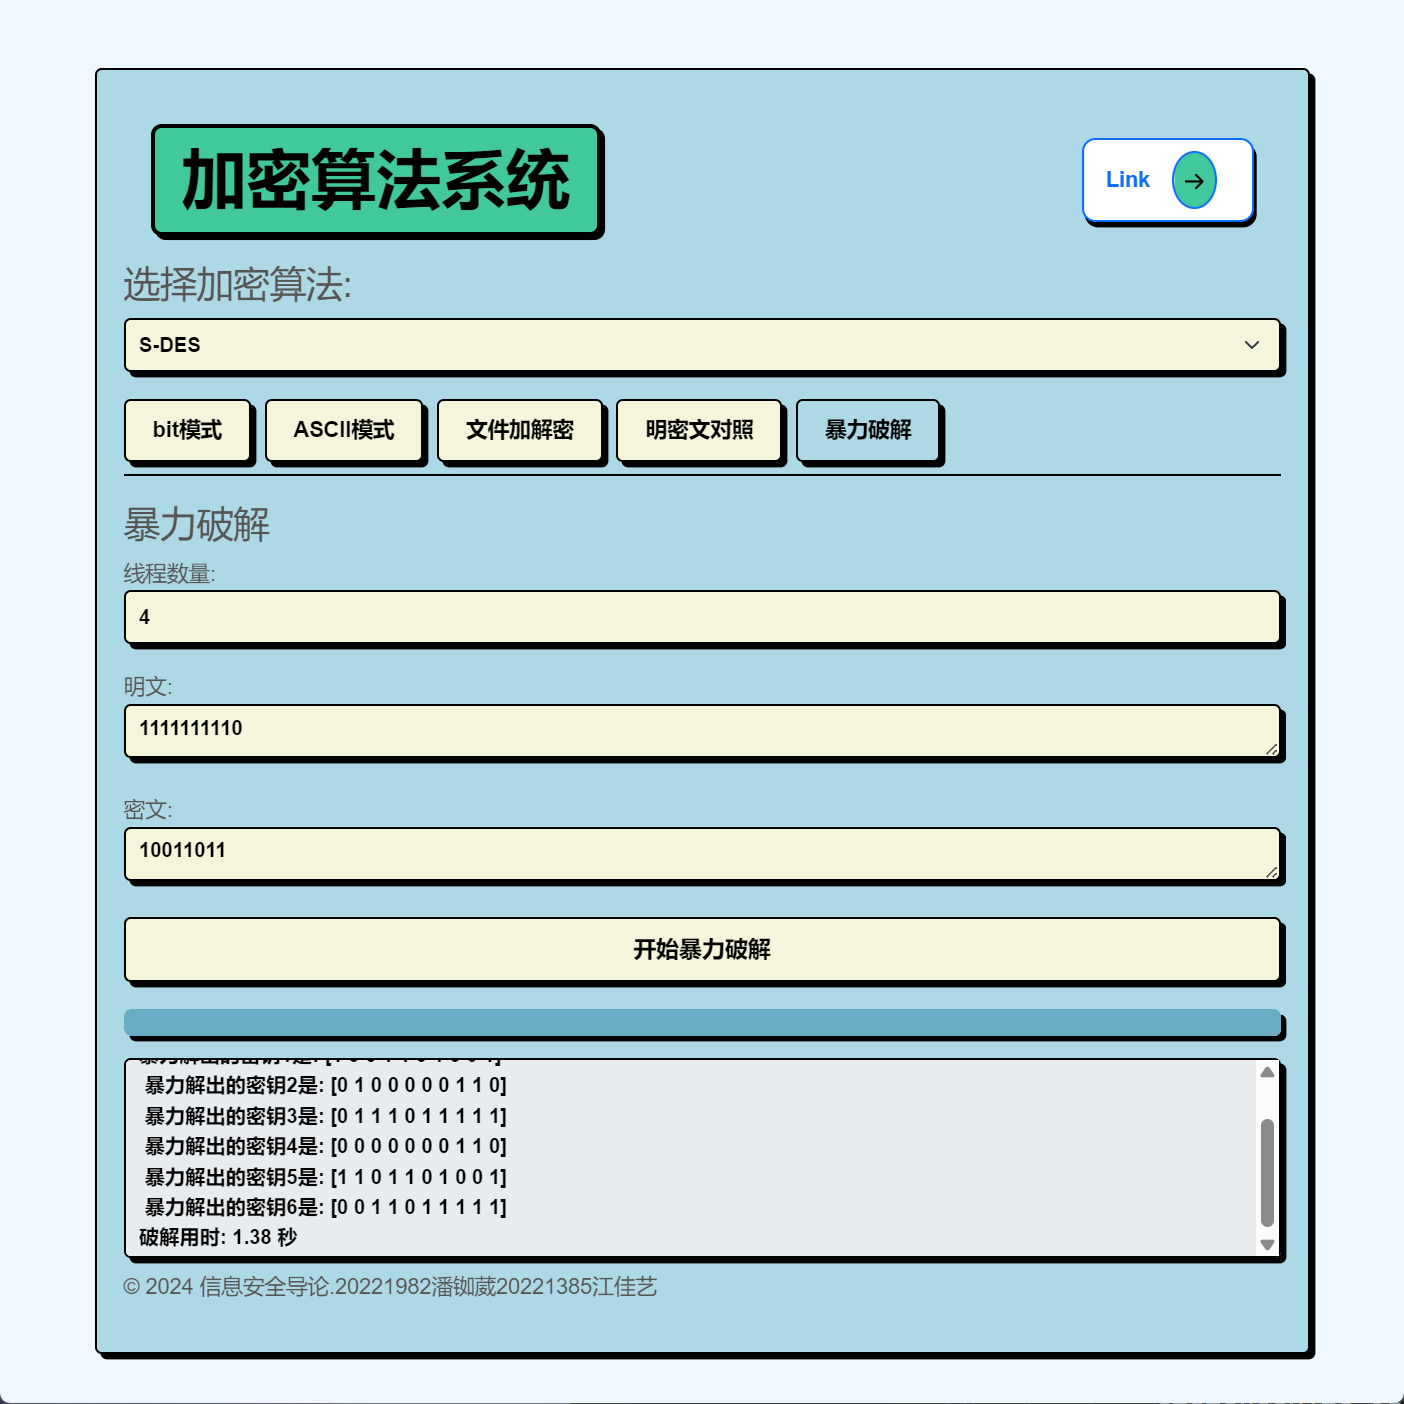 加密算法系统
Link
选择加密算法:
S-DES
bit模式 ASCII模式 文件加解密 明密文对照 暴力破解
暴力破解
线程数量:
4
明文:
1111111110
密文:
10011011
开始暴力破解
暴力解出的密钥2是: [0 1 0 0 0 0 0 1 1 0]
暴力解出的密钥3是: [0 1 1 1 0 1 1 1 1 1]
暴力解出的密钥4是: [0 0 0 0 0 0 0 1 1 0]
暴力解出的密钥5是: [1 1 0 1 1 0 1 0 0 1]
暴力解出的密钥6是: [0 0 1 1 0 1 1 1 1 1]
破解用时: 1.38 秒
© 2024 信息安全导论.20221982潘铷葳20221385江佳艺